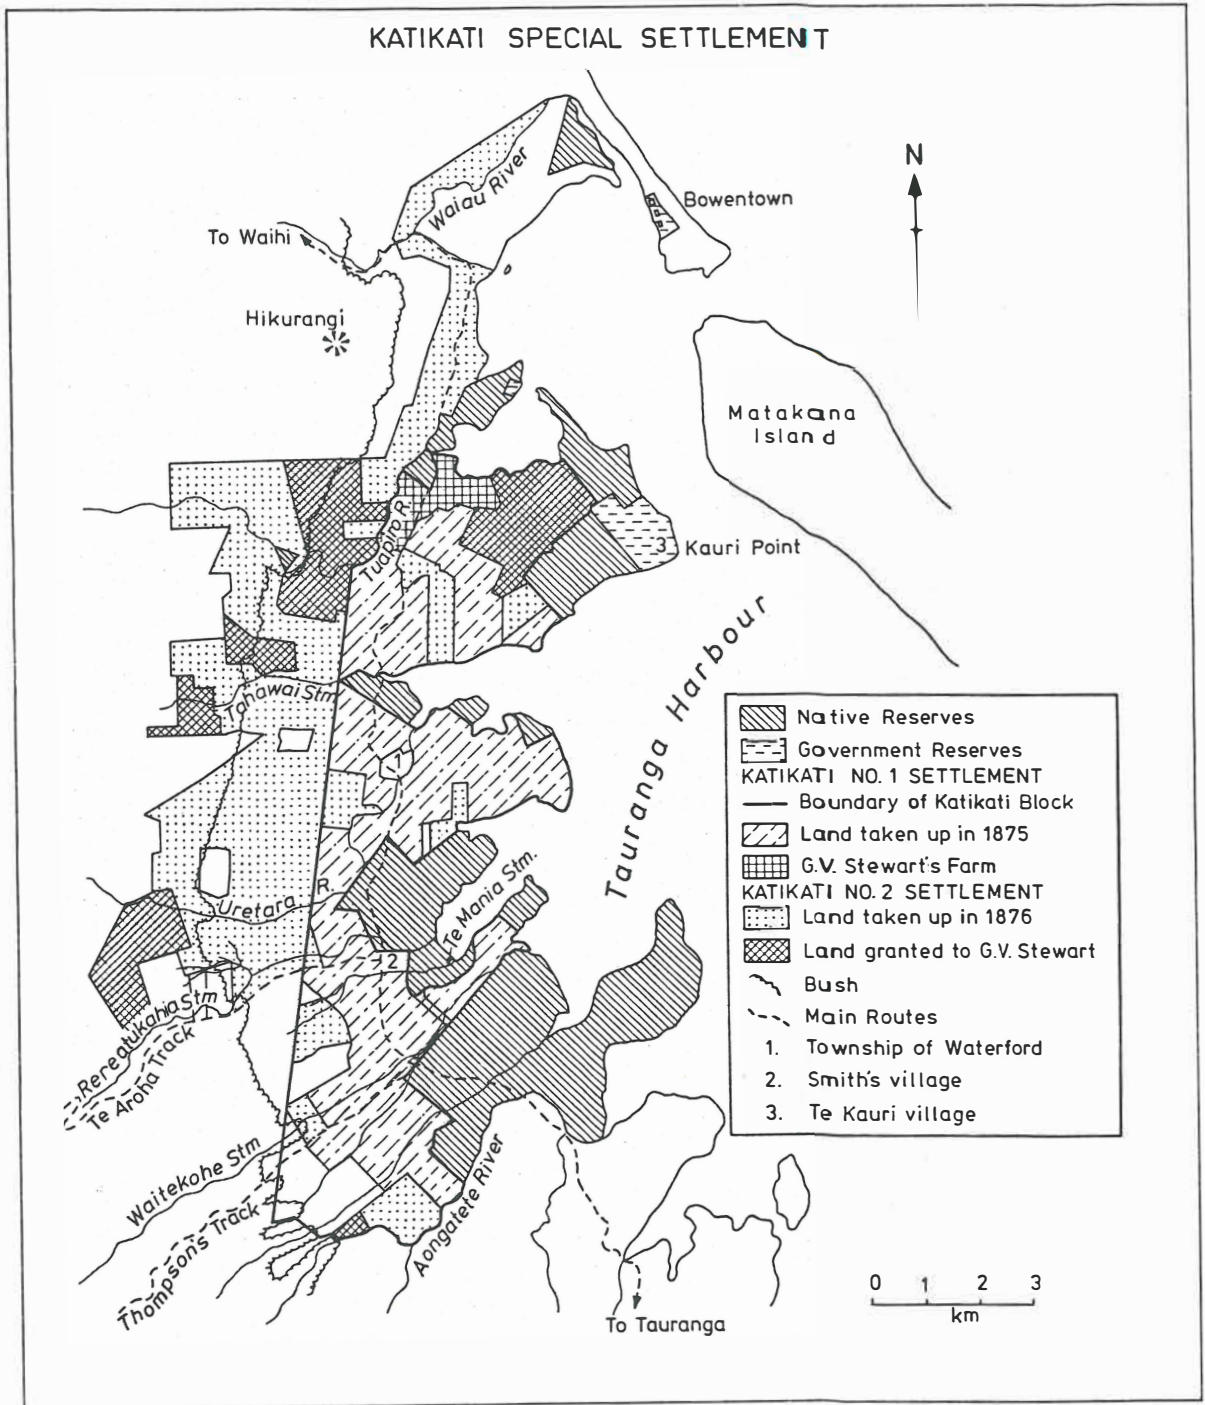 KATIKATI SPECIAL SETTLEMENT
N
Waiau River
Bowentown
To Waihi
Hikurangi
Matakana
Island
Tuapiro R.
3
Kauri Point
Tauranga Harbour
Tahawai Stm
1
Uretara R.
Te Mania Stm.
2
Rereatukahia Stm
Te Aroha Track
Waitekohe Stm
Thompson's Track
Aongatete River
To Tauranga
Native Reserves
Government Reserves
KATIKATI NO. 1 SETTLEMENT
Boundary of Katikati Block
Land taken up in 1875
G.V. Stewart's Farm
KATIKATI NO. 2 SETTLEMENT
Land taken up in 1876
Land granted to G.V. Stewart
Bush
Main Routes
1. Township of Waterford
2. Smith's village
3. Te Kauri village
0 1 2 3
km